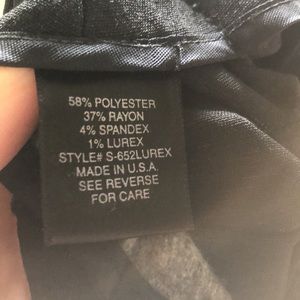 58% POLYESTER
37% RAYON
4% SPANDEX
1% LUREX
STYLE# S-652LUREX
MADE IN U.S.A.
SEE REVERSE
FOR CARE